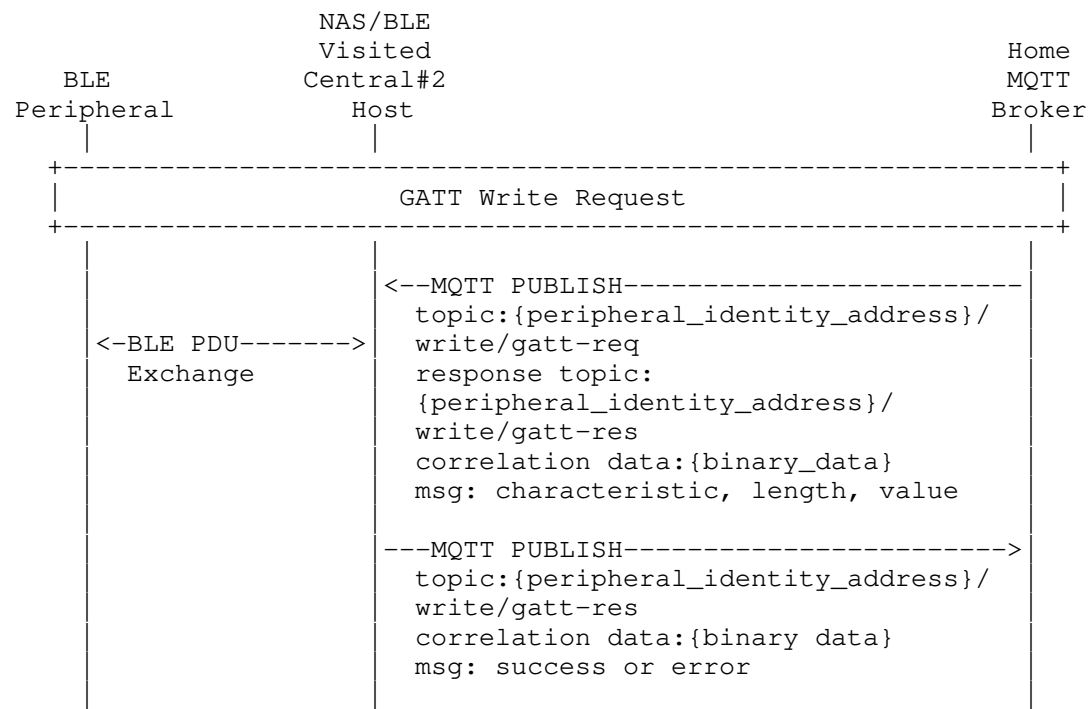 NAS/BLE
Visited Home
BLE Central#2 MQTT
Peripheral Host Broker
GATT Write Request
<--MQTT PUBLISH-------------------------
topic:{peripheral_identity_address}/
<-BLE PDU-------> write/gatt-req
Exchange response topic:
{peripheral_identity_address}/
write/gatt-res
correlation data:{binary_data}
msg: characteristic, length, value
---MQTT PUBLISH------------------------>
topic:{peripheral_identity_address}/
write/gatt-res
correlation data:{binary data}
msg: success or error